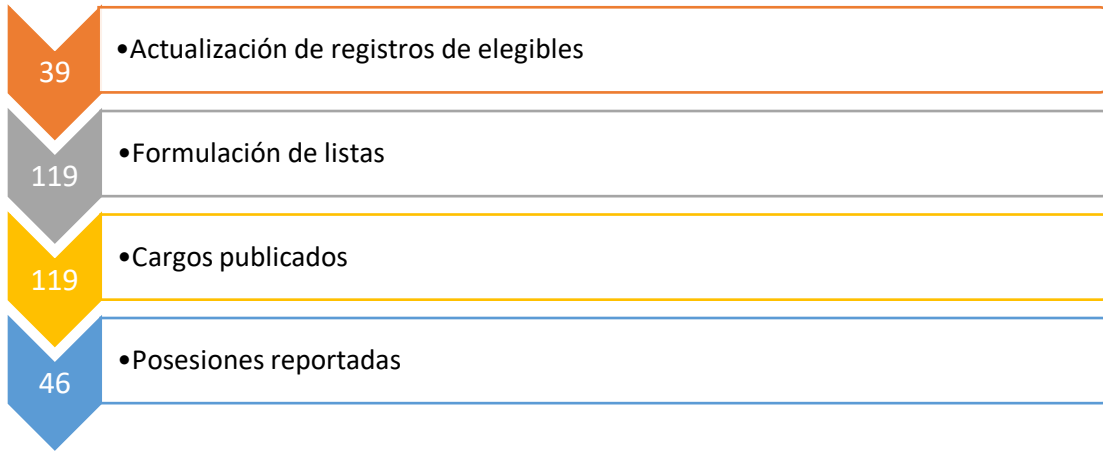 39
•Actualización de registros de elegibles
119
•Formulación de listas
119
•Cargos publicados
46
•Posesiones reportadas